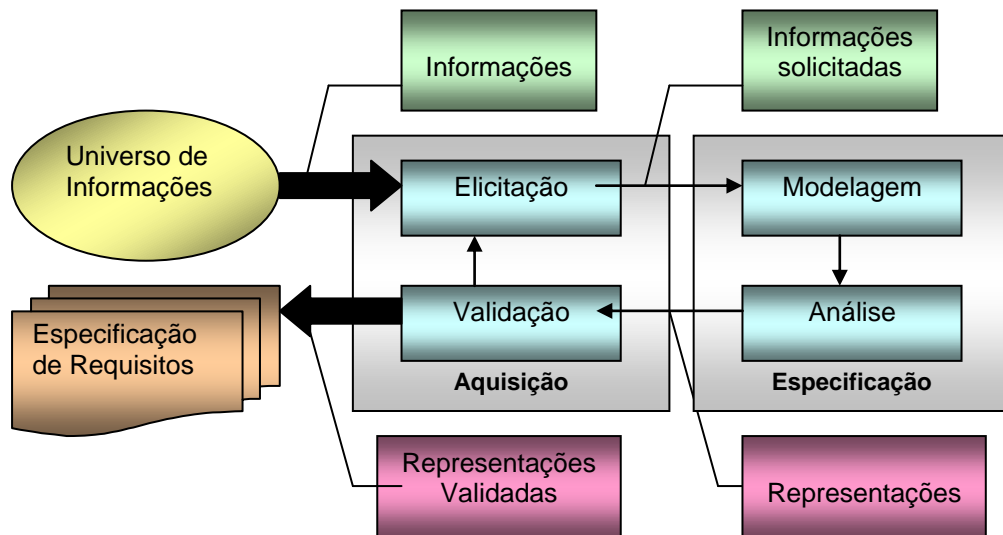 Informações
Informações
solicitadas
Universo de
Informações
Elicitação
Modelagem
Especificação
de Requisitos
Validação
Análise
Aquisição
Especificação
Representações
Validadas
Representações